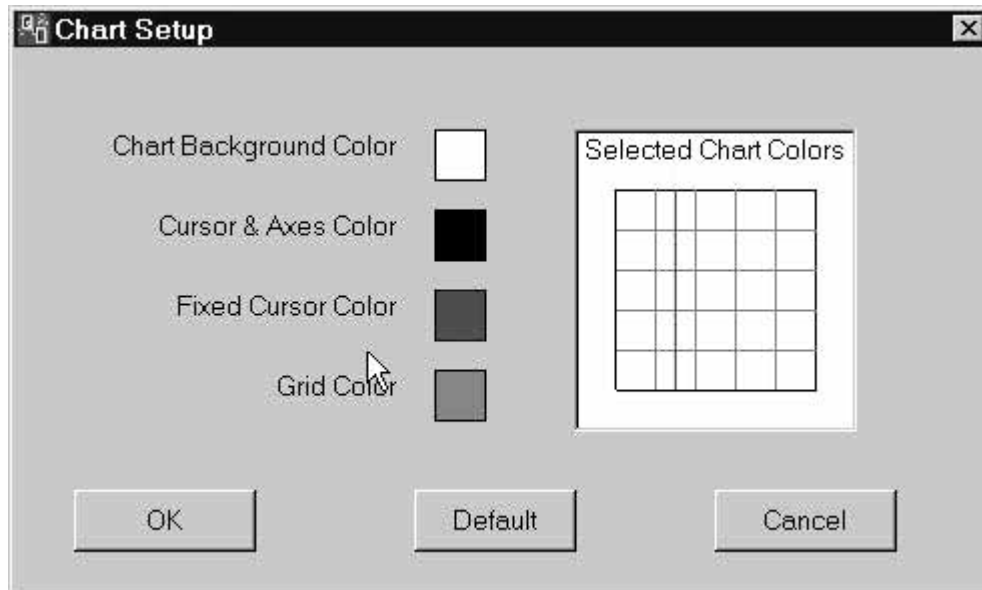 Chart Setup
Chart Background Color
Selected Chart Colors
Cursor & Axes Color
Fixed Cursor Color
Grid Color
OK
Default
Cancel